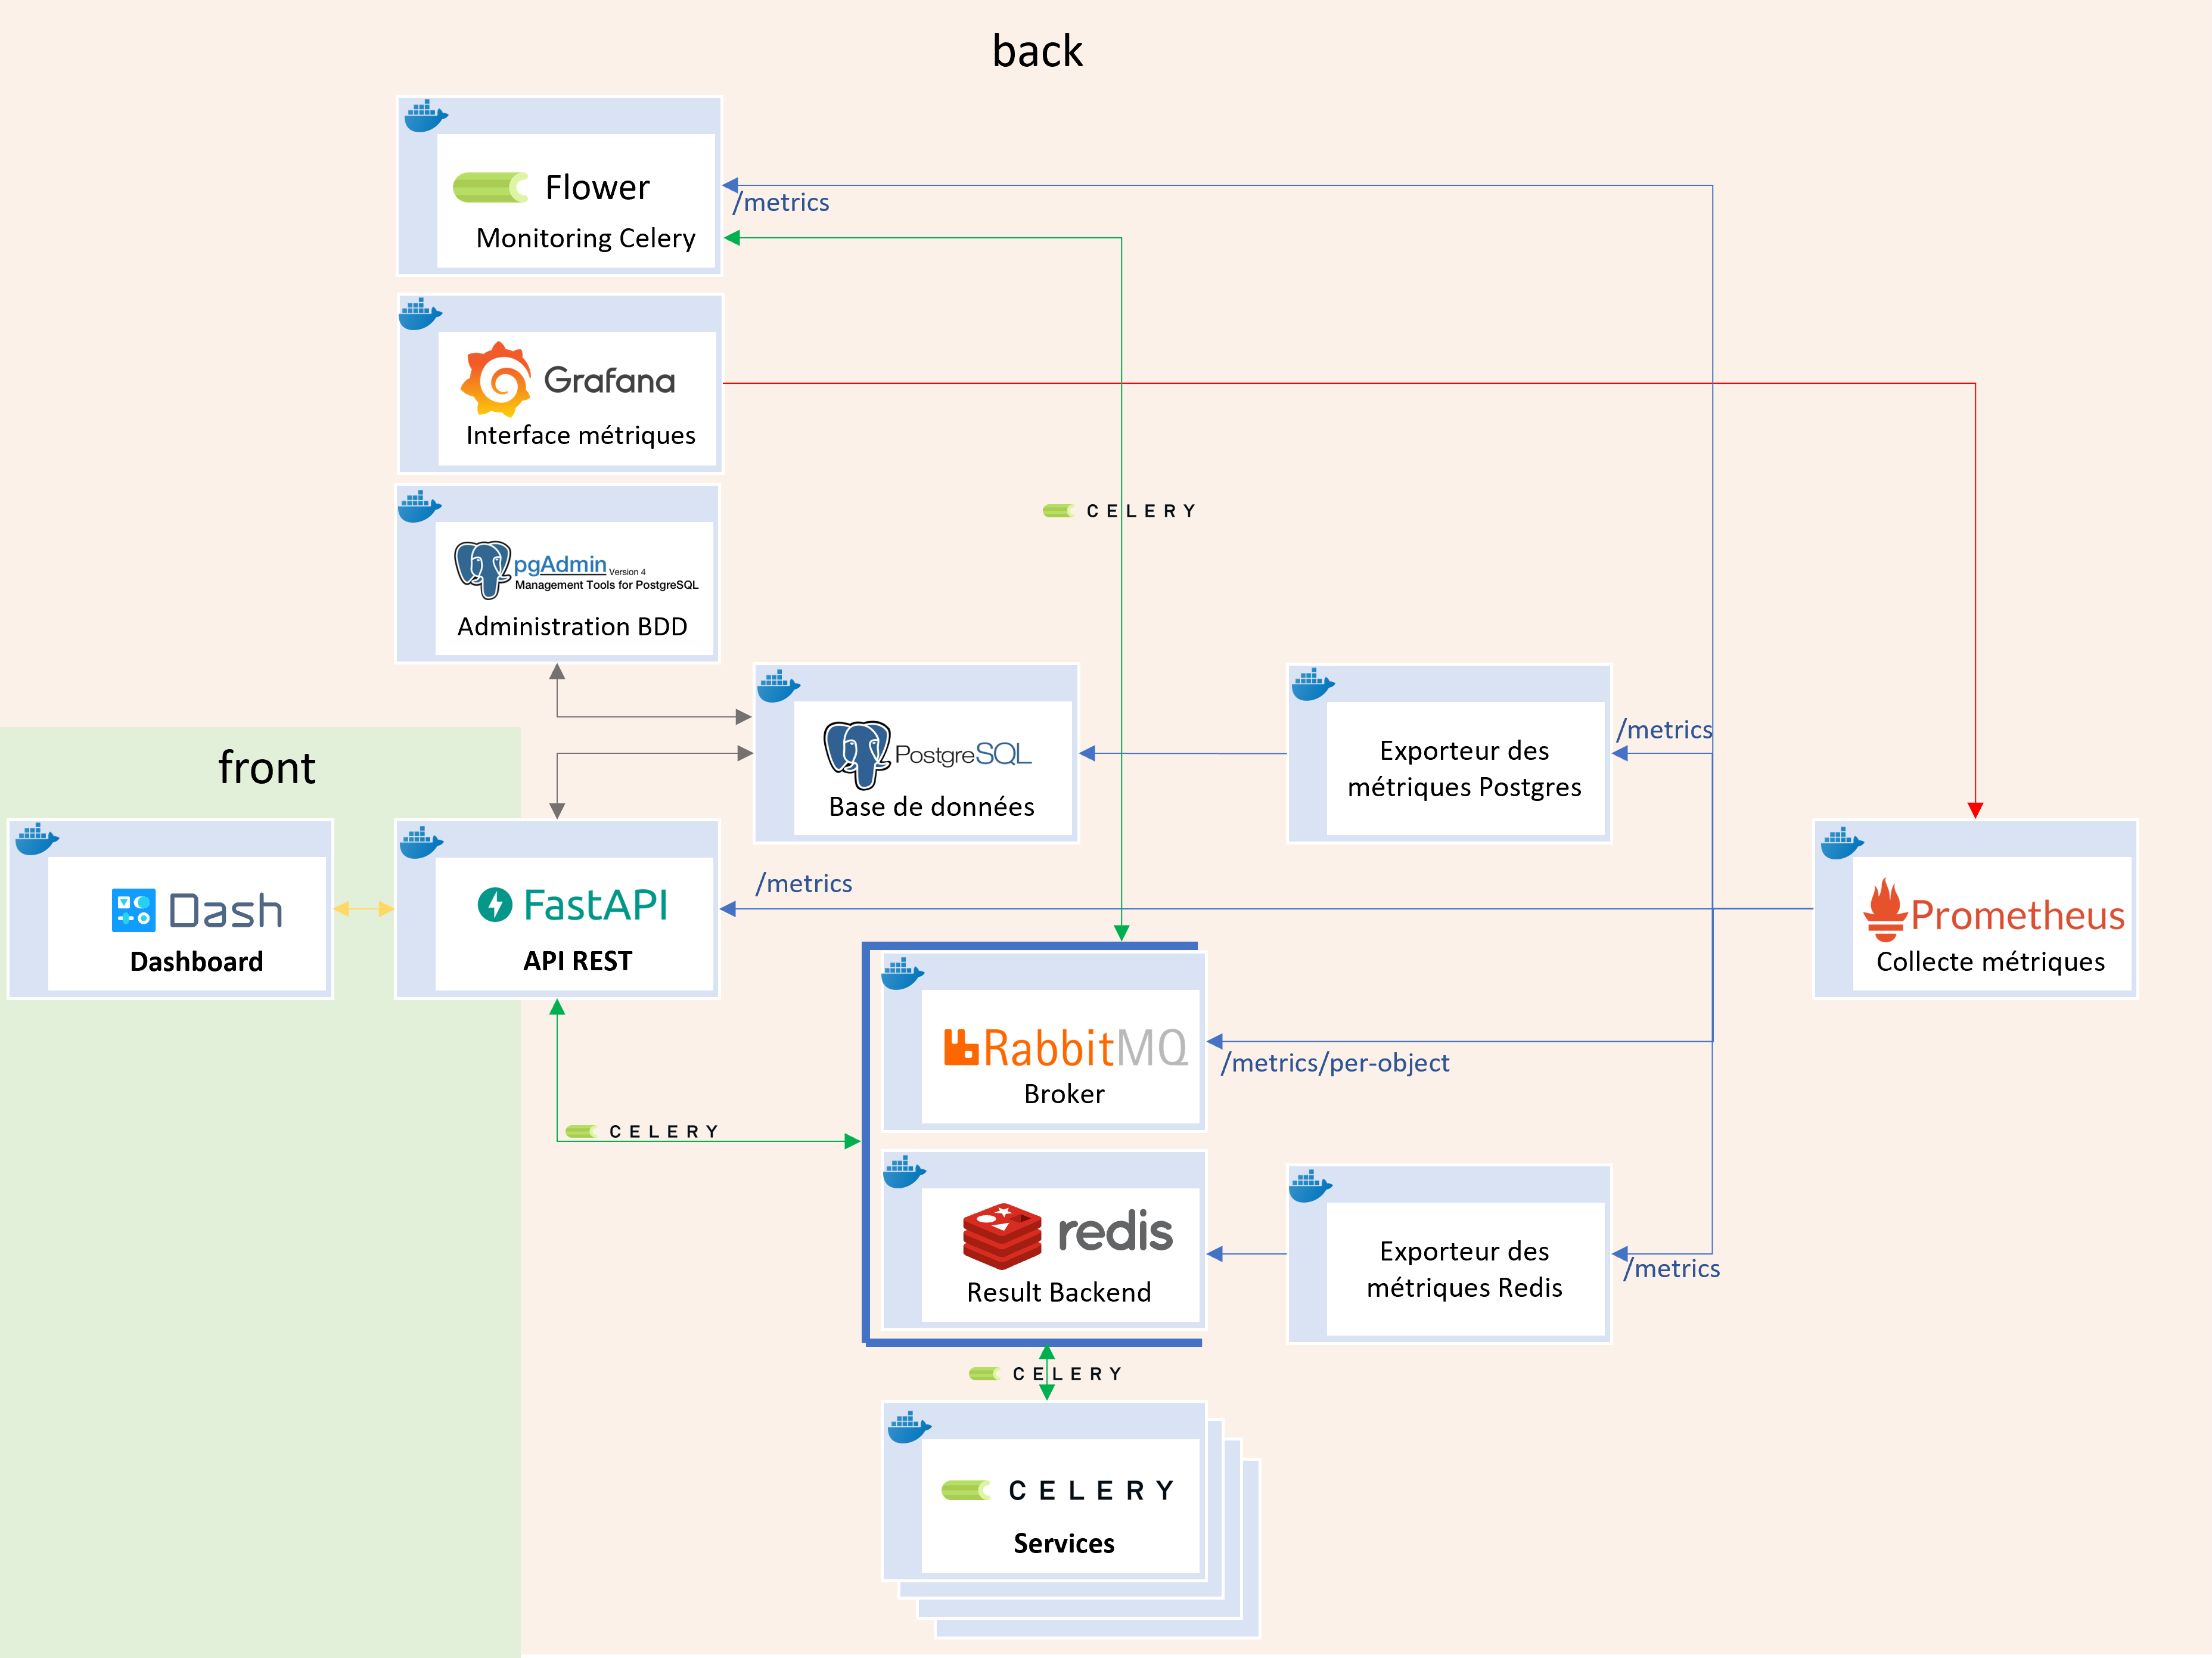 back
Flower
Monitoring Celery
/metrics
Grafana
Interface métriques
CELERY
pgAdmin Version 4
Management Tools for PostgreSQL
Administration BDD
front
PostgreSQL
Base de données
Exporteur des
métriques Postgres
/metrics
Dash
Dashboard
FastAPI
API REST
/metrics
Prometheus
Collecte métriques
RabbitMQ
Broker
/metrics/per-object
CELERY
redis
Result Backend
Exporteur des
métriques Redis
/metrics
CELERY
CELERY
Services